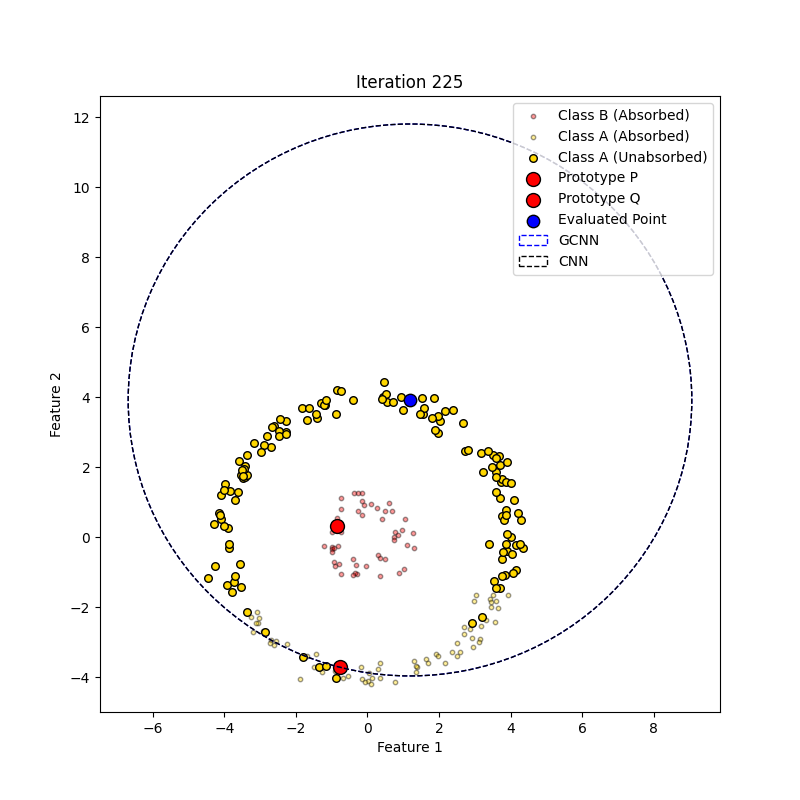 Iteration 225
Class B (Absorbed)
Class A (Absorbed)
Class A (Unabsorbed)
Prototype P
Prototype Q
Evaluated Point
GCNN
CNN
12
10
8
6
4
2
0
−2
−4
Feature 2
−6 −4 −2 0 2 4 6 8
Feature 1